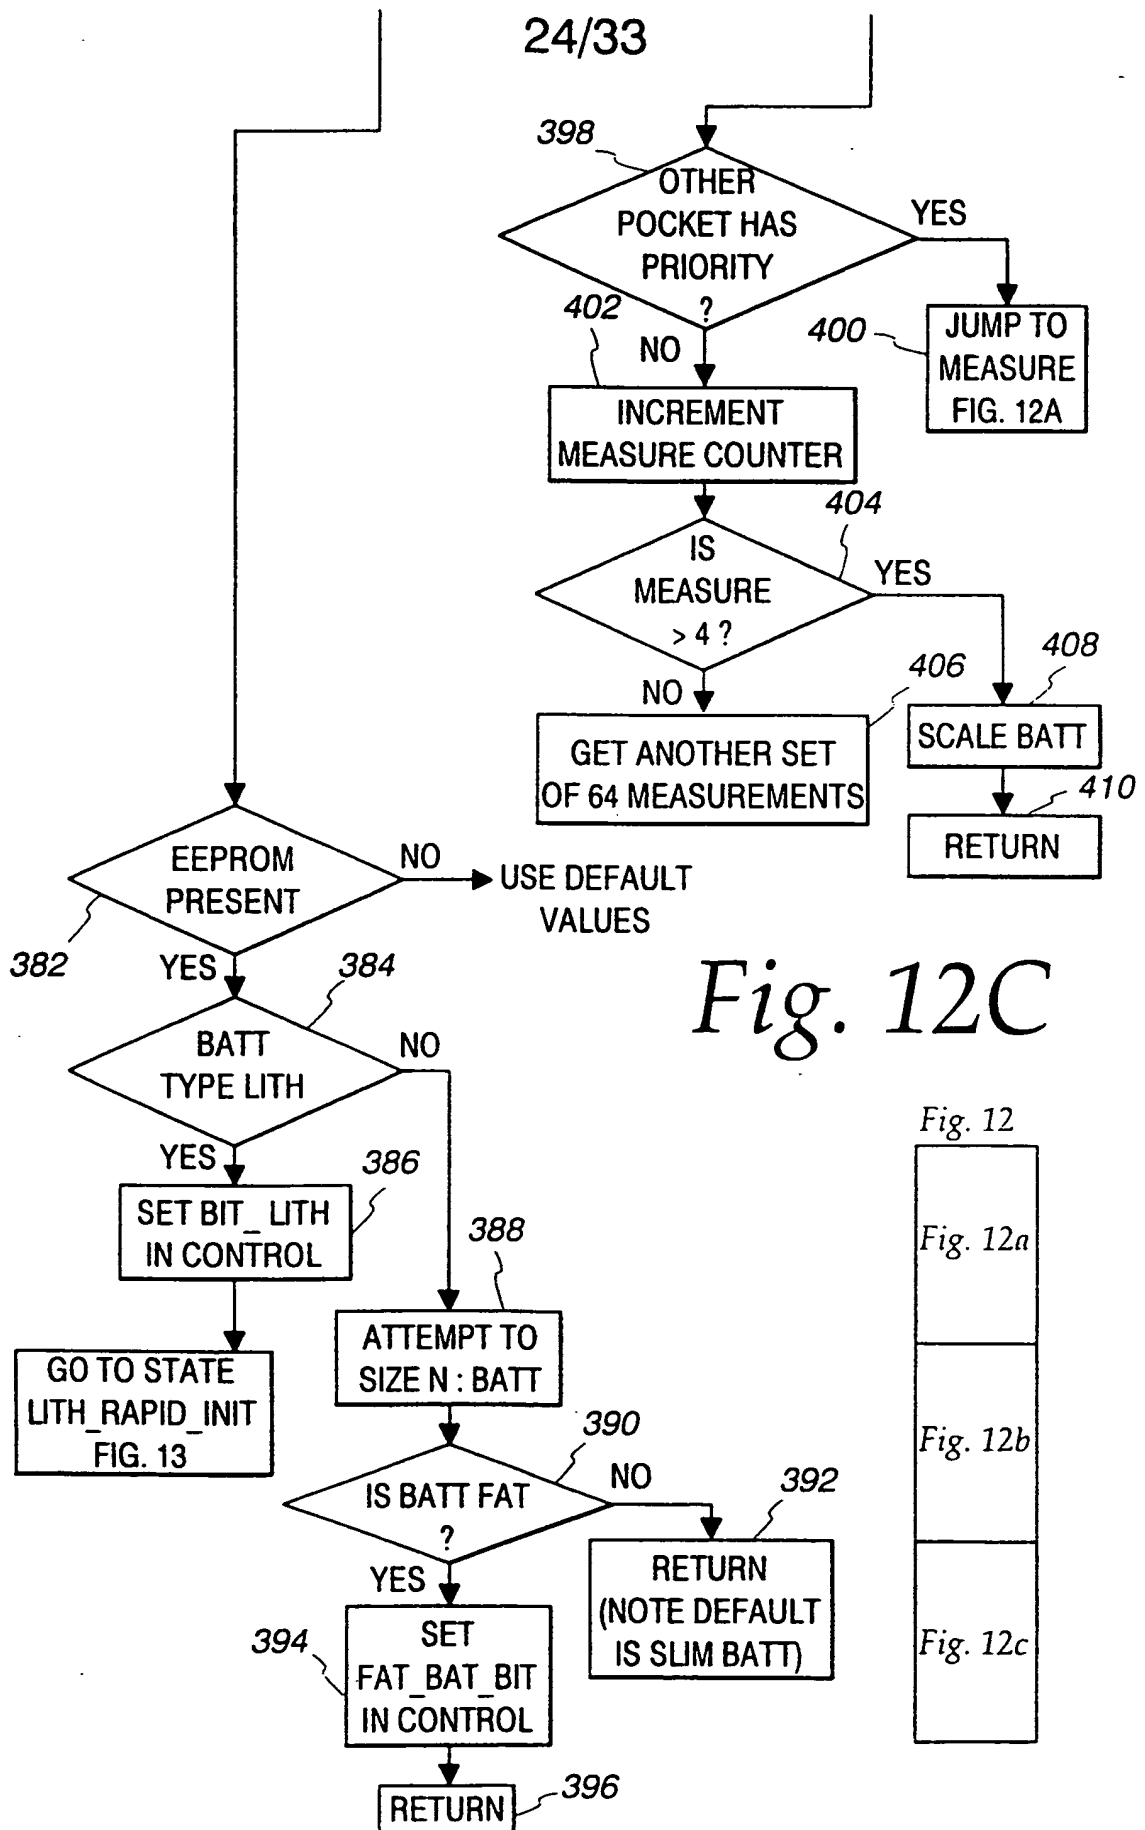 24/33
398
OTHER
POCKET HAS
PRIORITY
?
YES
402
NO
400
JUMP TO
MEASURE
FIG. 12A
INCREMENT
MEASURE COUNTER
404
IS
MEASURE
> 4 ?
YES
NO
406
408
GET ANOTHER SET
OF 64 MEASUREMENTS
SCALE BATT
410
RETURN
EEPROM
PRESENT
NO
USE DEFAULT
VALUES
382
YES
384
Fig. 12C
BATT
TYPE LITH
NO
YES
386
SET BIT_ LITH
IN CONTROL
388
GO TO STATE
LITH_RAPID_INIT
FIG. 13
ATTEMPT TO
SIZE N : BATT
390
IS BATT FAT
?
NO
392
YES
RETURN
(NOTE DEFAULT
IS SLIM BATT)
394
SET
FAT_BAT_BIT
IN CONTROL
396
RETURN
Fig. 12
Fig. 12a
Fig. 12b
Fig. 12c